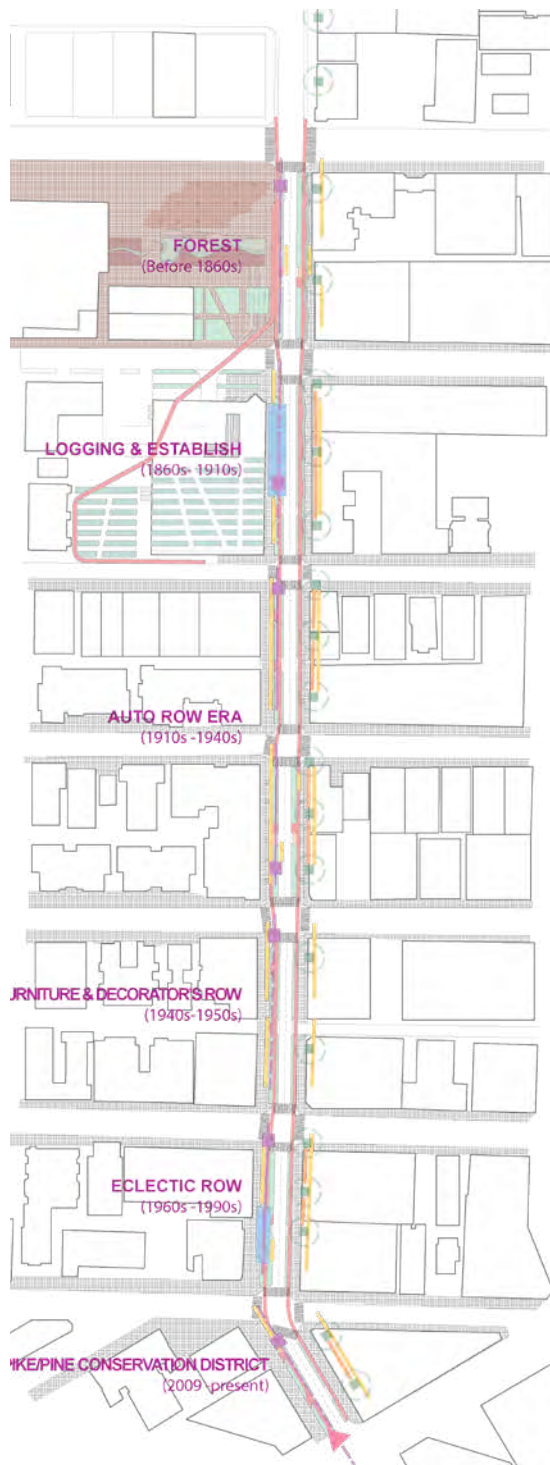 FOREST
(Before 1860s)
LOGGING & ESTABLISH
(1860s- 1910s)
AUTO ROW ERA
(1910s -1940s)
URNITURE & DECORATOR'S ROW
(1940s-1950s)
ECLECTIC ROW
(1960s -1990s)
PIKE/PINE CONSERVATION DISTRICT
(2009 -present)